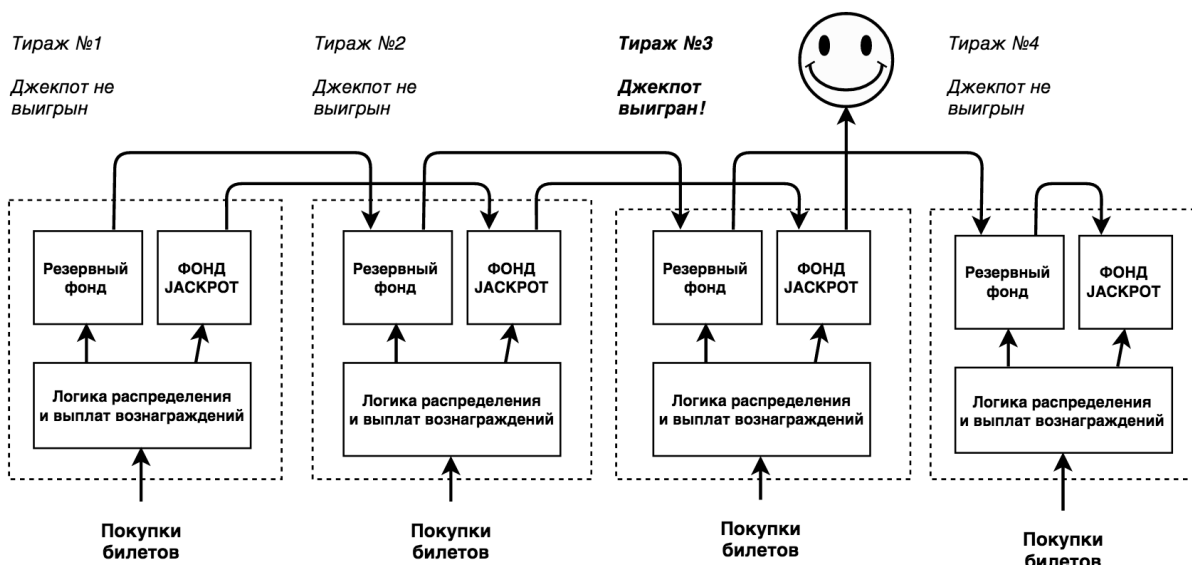 Тираж №1
Джекпот не
выигрын
Тираж №2
Джекпот не
выигрын
Тираж №3
Джекпот
выигран!
Тираж №4
Джекпот не
выигрын
Резервный
фонд
ФОНД
JACKPOT
Логика распределения
и выплат вознаграждений
Покупки
билетов
Резервный
фонд
ФОНД
JACKPOT
Логика распределения
и выплат вознаграждений
Покупки
билетов
Резервный
фонд
ФОНД
JACKPOT
Логика распределения
и выплат вознаграждений
Покупки
билетов
Резервный
фонд
ФОНД
JACKPOT
Логика распределения
и выплат вознаграждений
Покупки
билетов